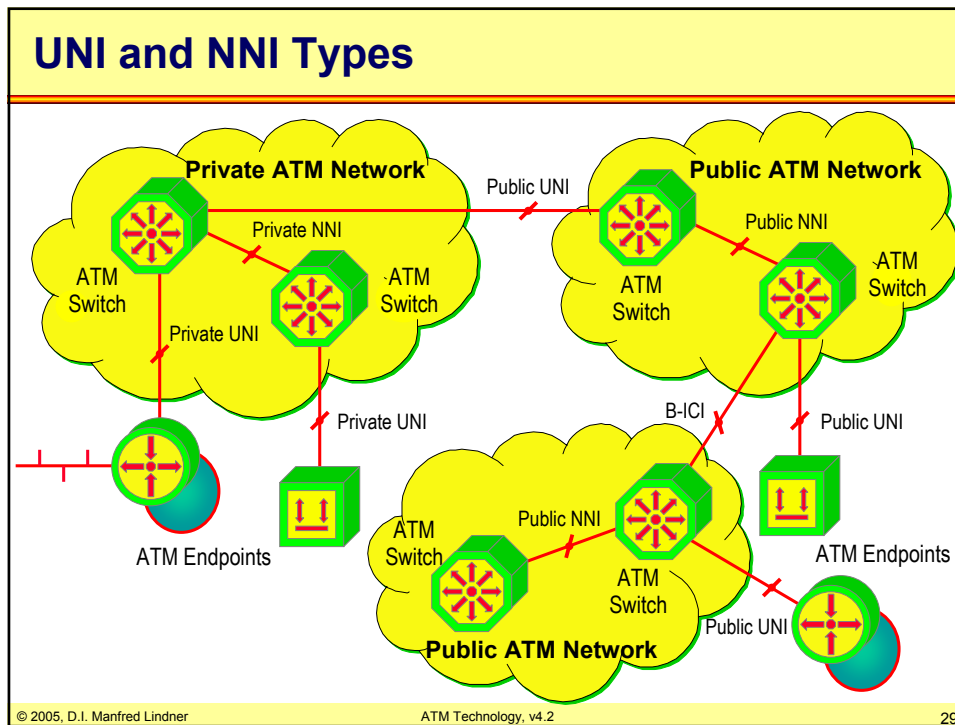 UNI and NNI Types
Private ATM Network
Public ATM Network
Public UNI
Private NNI
Public NNI
ATM
Switch
ATM
Switch
ATM
Switch
ATM
Switch
Private UNI
Private UNI
B-ICI
Public UNI
ATM Endpoints
ATM
Switch
Public NNI
ATM
Switch
ATM Endpoints
Public UNI
Public ATM Network
© 2005, D.I. Manfred Lindner
ATM Technology, v4.2
29